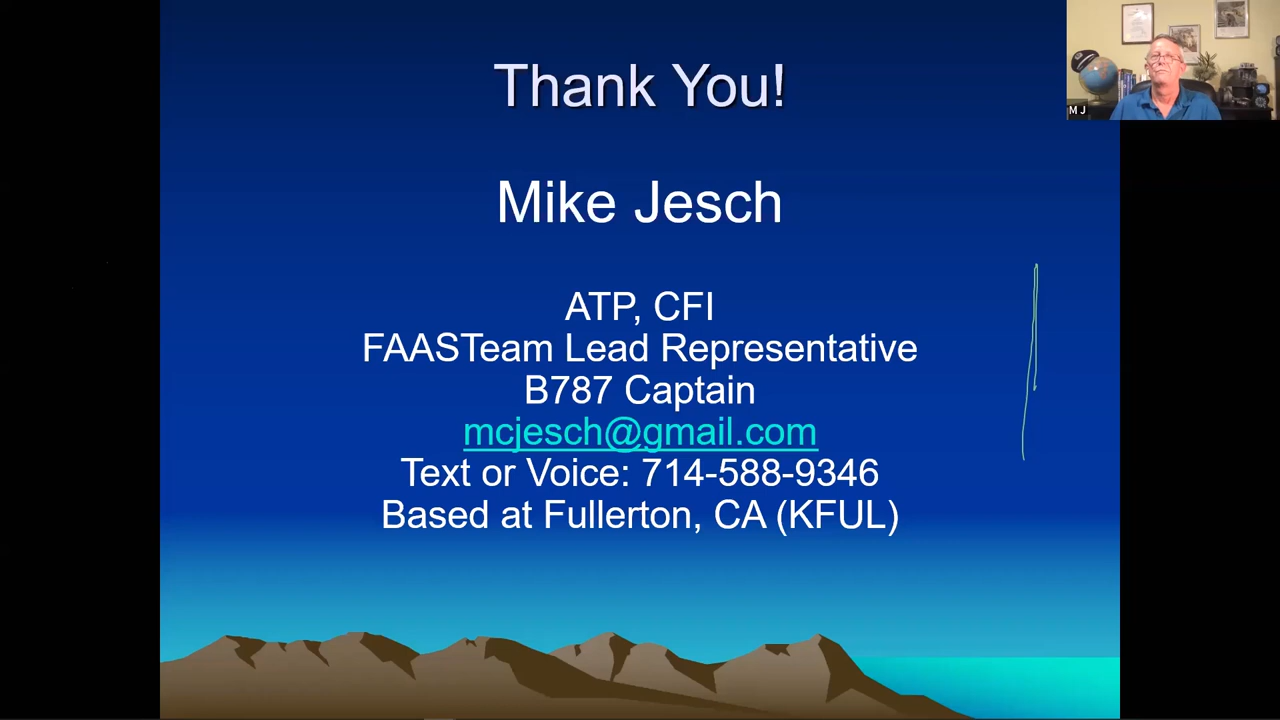 Thank You!
M J
Mike Jesch
ATP, CFI
FAASTeam Lead Representative
B787 Captain
mcjesch@gmail.com
Text or Voice: 714-588-9346
Based at Fullerton, CA (KFUL)